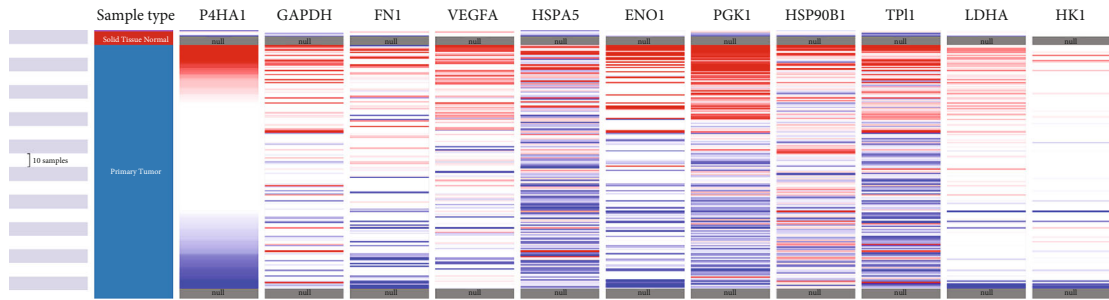 Sample type P4HA1 GAPDH FN1 VEGFA HSPA5 ENO1 PGK1 HSP90B1 TPl1 LDHA HK1
Solid Tissue Normal
null null null null null null null null null null null
10 samples
Primary Tumor
null null null null null null null null null null null